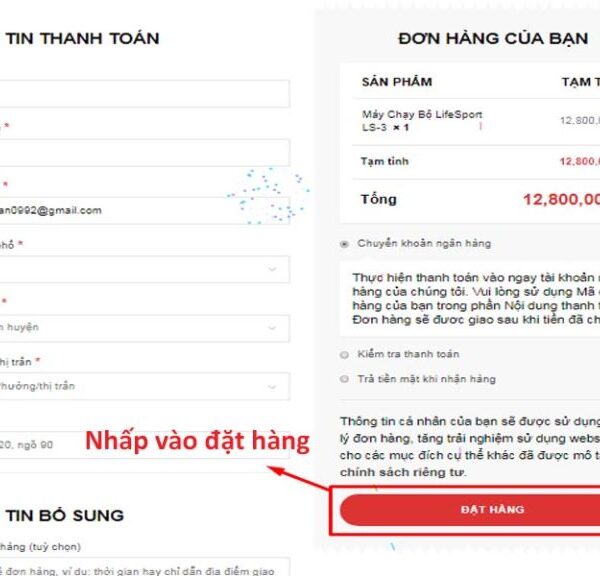 TIN THANH TOÁN
*
*
an0992@gmail.com
phố *
*
n huyện
thị trấn *
Phường/thị trấn
20, ngõ 90
TIN BỔ SUNG
hàng (tuỳ chọn)
đơn hàng, ví dụ: thời gian hay chỉ dẫn địa điểm giao
Nhấp vào đặt hàng
ĐƠN HÀNG CỦA BẠN
SẢN PHẨM TẠM T
Máy Chạy Bộ LifeSport
LS-3 × 1 12,800,
Tạm tính 12,800,
Tổng 12,800,00
Chuyển khoản ngân hàng
Thực hiện thanh toán vào ngay tài khoản
hàng của chúng tôi. Vui lòng sử dụng Mã
hàng của bạn trong phần Nội dung thanh
Đơn hàng sẽ được giao sau khi tiền đã ch
Kiểm tra thanh toán
Trả tiền mặt khi nhận hàng
Thông tin cá nhân của bạn sẽ được sử dụng
lý đơn hàng, tăng trải nghiệm sử dụng webs
cho các mục đích cụ thể khác đã được mô t
chính sách riêng tư.
ĐẶT HÀNG